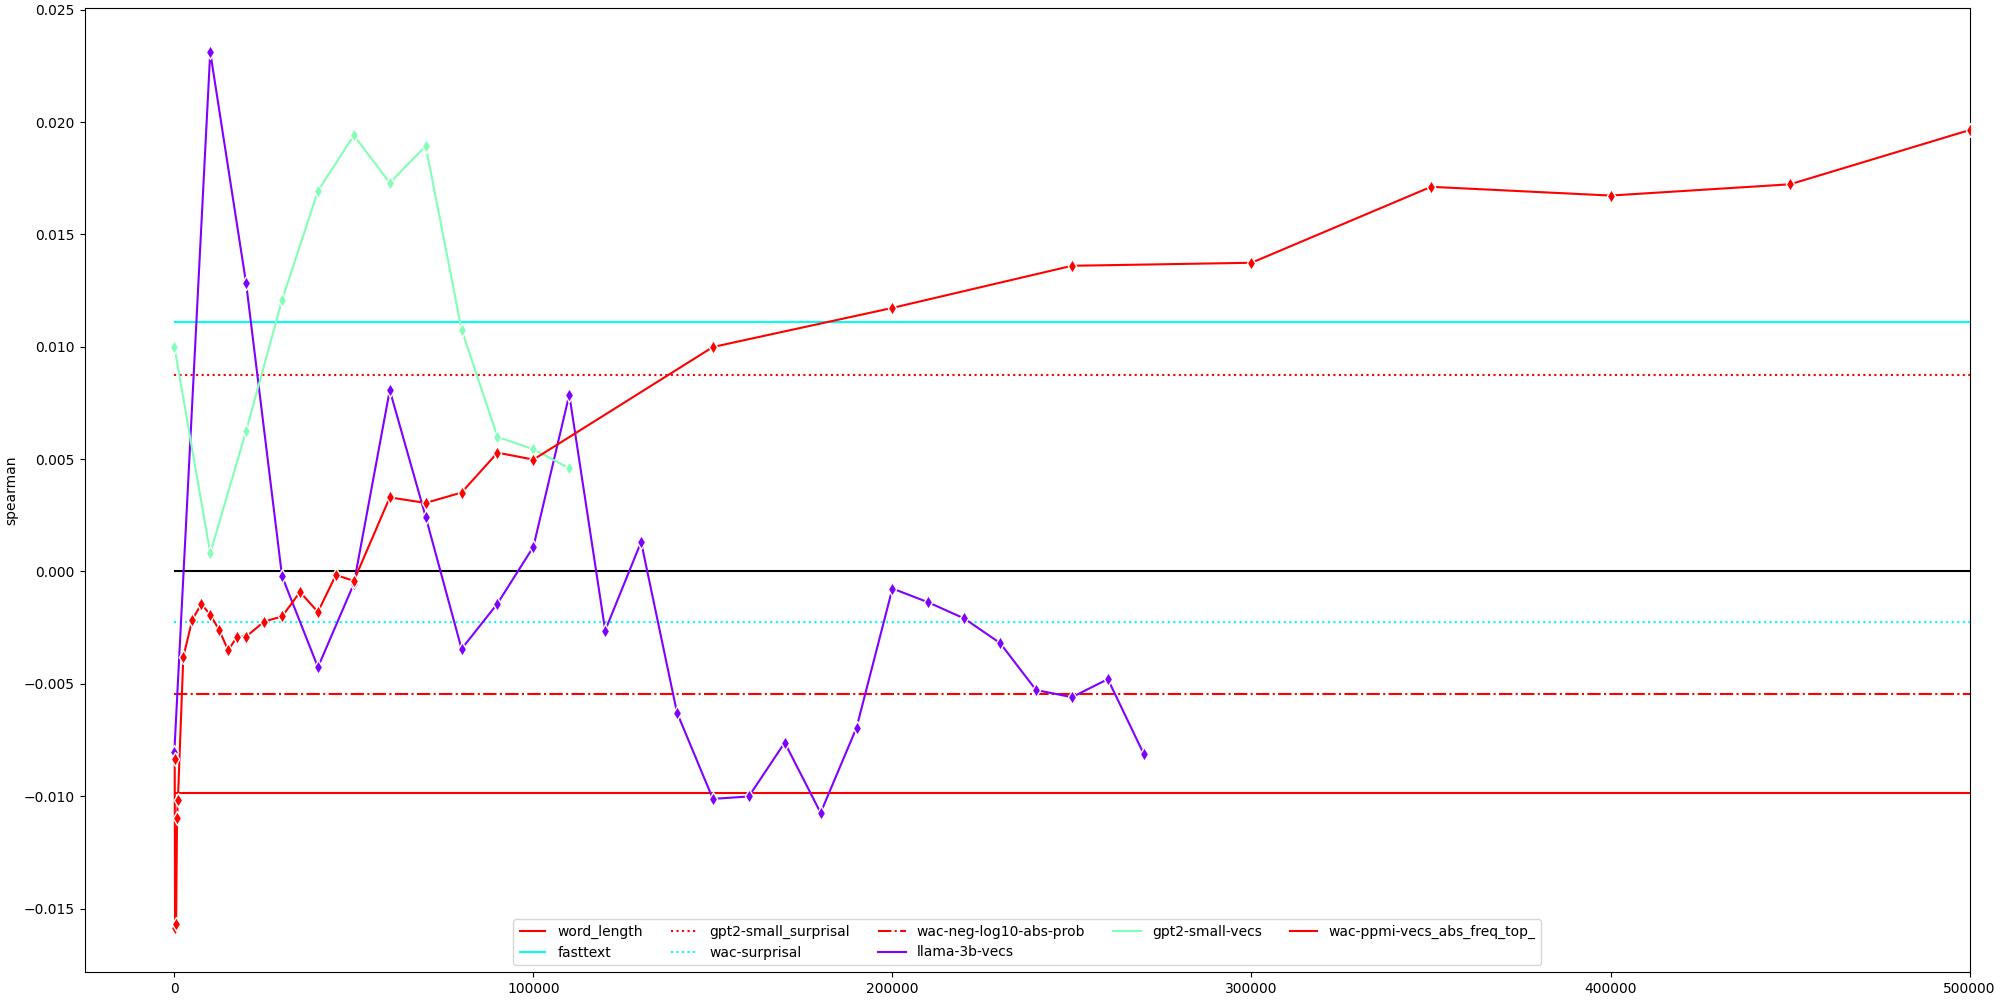 0.025
0.020
0.015
0.010
0.005
0.000
−0.005
−0.010
−0.015
spearman
word_length gpt2-small_surprisal wac-neg-log10-abs-prob gpt2-small-vecs wac-ppmi-vecs_abs_freq_top_
fasttext wac-surprisal llama-3b-vecs
0 100000 200000 300000 400000 500000